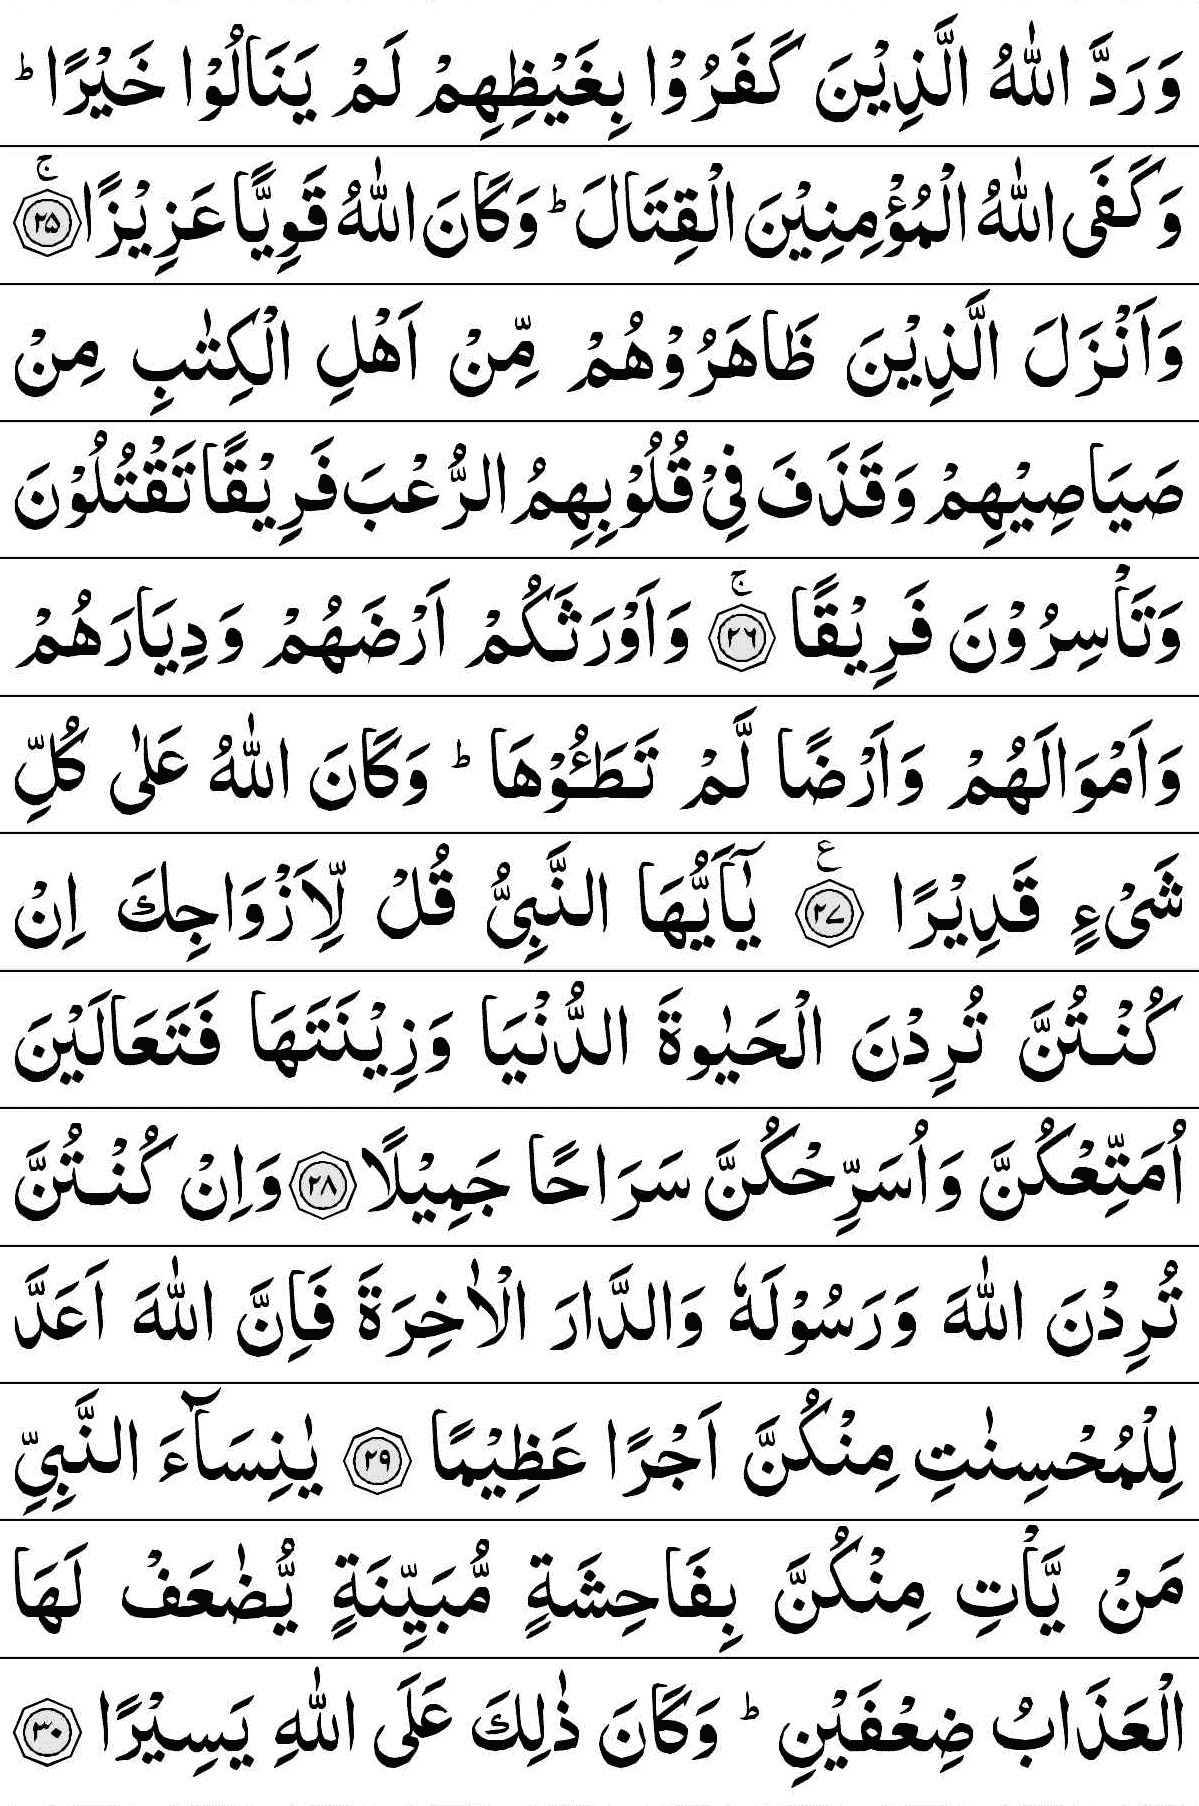 وَرَدَّ اللّٰهُ الَّذِيْنَ كَفَرُوْا بِغَيْظِهِمْ لَمْ يَنَالُوْا خَيْرًا ؕ
وَكَفَى اللّٰهُ الْمُؤْمِنِيْنَ الْقِتَالَ ؕ وَكَانَ اللّٰهُ قَوِيًّا عَزِيْزًا ۚ ﴿٢٥﴾
وَاَنْزَلَ الَّذِيْنَ ظَاهَرُوْهُمْ مِّنْ اَهْلِ الْكِتٰبِ مِنْ
صَيَاصِيْهِمْ وَقَذَفَ فِيْ قُلُوْبِهِمُ الرُّعْبَ فَرِيْقًا تَقْتُلُوْنَ
وَتَاْسِرُوْنَ فَرِيْقًا ۚ ﴿٢٦﴾ وَاَوْرَثَكُمْ اَرْضَهُمْ وَدِيَارَهُمْ
وَاَمْوَالَهُمْ وَاَرْضًا لَّمْ تَطَـُٔوْهَا ؕ وَكَانَ اللّٰهُ عَلٰى كُلِّ
شَيْءٍ قَدِيْرًا ﴿٢٧﴾ ع يٰۤاَيُّهَا النَّبِيُّ قُلْ لِّاَزْوَاجِكَ اِنْ
كُنْتُنَّ تُرِدْنَ الْحَيٰوةَ الدُّنْيَا وَزِيْنَتَهَا فَتَعَالَيْنَ
اُمَتِّعْكُنَّ وَاُسَرِّحْكُنَّ سَرَاحًا جَمِيْلًا ﴿٢٨﴾ وَاِنْ كُنْتُنَّ
تُرِدْنَ اللّٰهَ وَرَسُوْلَهٗ وَالدَّارَ الْاٰخِرَةَ فَاِنَّ اللّٰهَ اَعَدَّ
لِلْمُحْسِنٰتِ مِنْكُنَّ اَجْرًا عَظِيْمًا ﴿٢٩﴾ يٰنِسَآءَ النَّبِيِّ
مَنْ يَّاْتِ مِنْكُنَّ بِفَاحِشَةٍ مُّبَيِّنَةٍ يُّضٰعَفْ لَهَا
الْعَذَابُ ضِعْفَيْنِ ؕ وَكَانَ ذٰلِكَ عَلَى اللّٰهِ يَسِيْرًا ﴿٣٠﴾